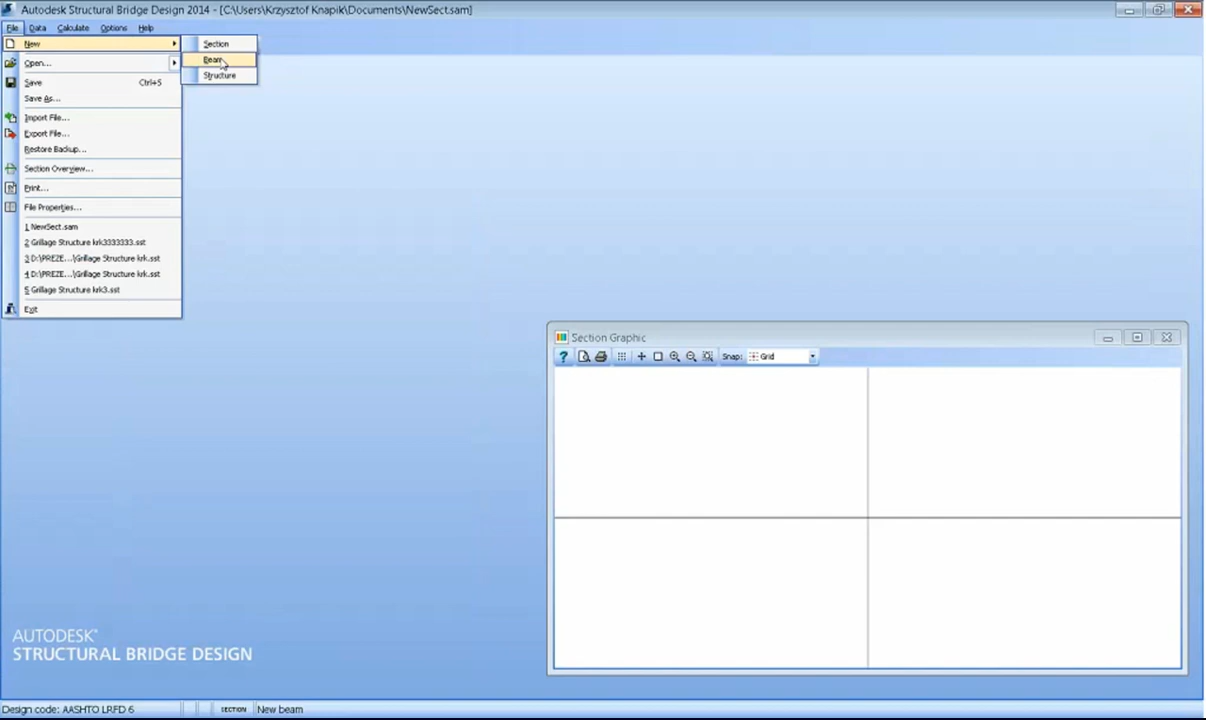 Autodesk Structural Bridge Design 2014 - [C:\Users\Krzysztof Knapik\Documents\NewSect.sam]
File Data Calculate Options Help
New
Section
Beam
Structure
Open...
Save Ctrl+S
Save As...
Import File...
Export File...
Restore Backup...
Section Overview...
Print...
File Properties...
1 NewSect.sam
2 Grillage Structure krk3333333.sst
3 D:\PREZE...\Grillage Structure krk.sst
4 D:\PREZE...\Grillage Structure krk.sst
5 Grillage Structure krk3.sst
Exit
Section Graphic
? Snap: Grid
AUTODESK®
STRUCTURAL BRIDGE DESIGN
Design code: AASHTO LRFD 6 SECTION New beam